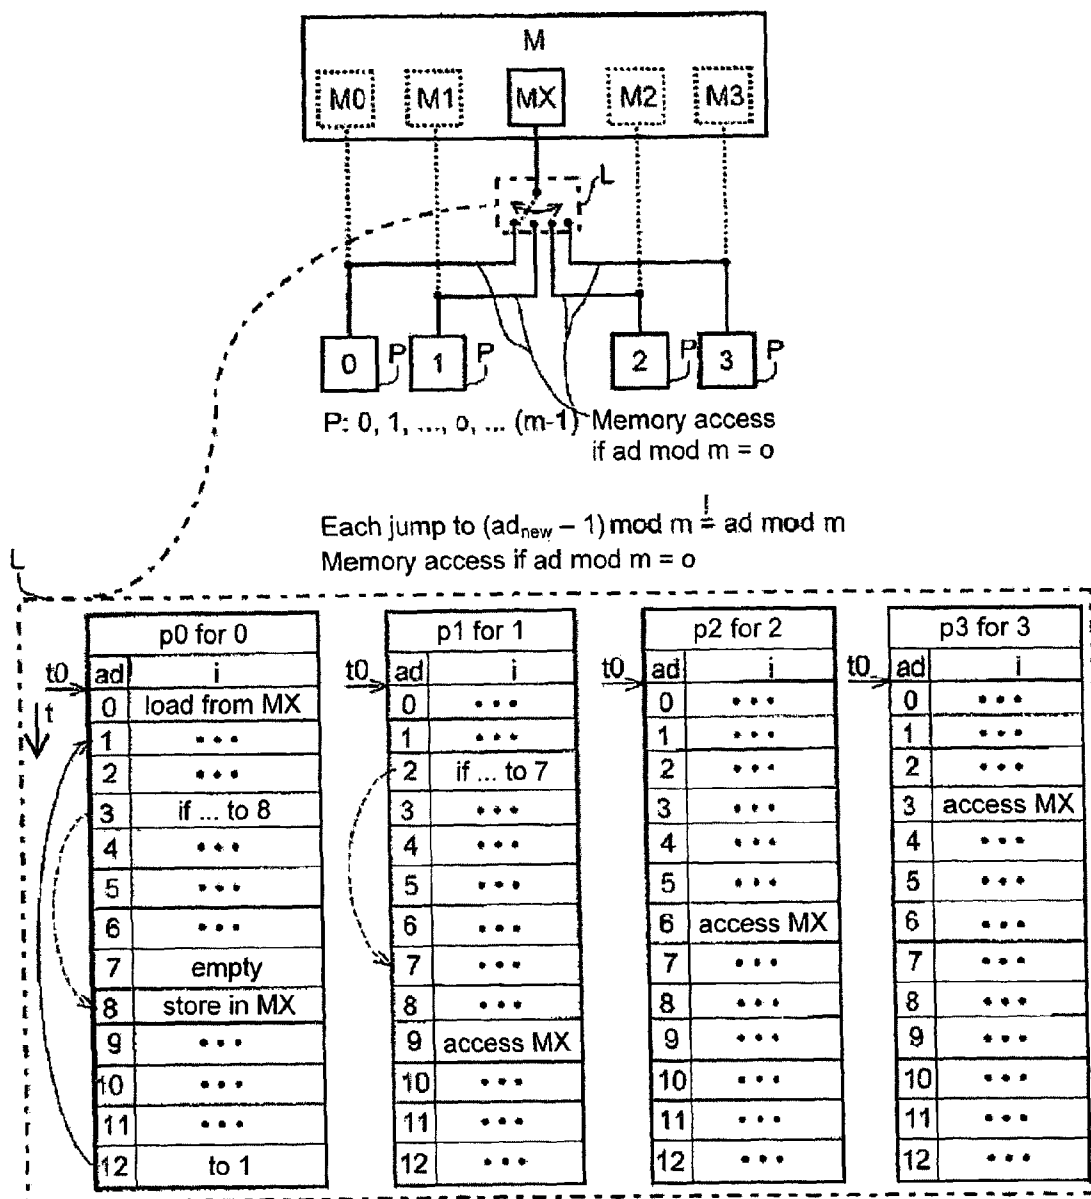 M
M0 M1 MX M2 M3
L
0 P 1 P 2 P 3 P
P: 0, 1, ..., o, ... (m-1) Memory access
if ad mod m = o
Each jump to (ad_new – 1) mod m =! ad mod m
Memory access if ad mod m = o
L
p0 for 0
t0 ad i
t 0 load from MX
1 •••
2 •••
3 if ... to 8
4 •••
5 •••
6 •••
7 empty
8 store in MX
9 •••
10 •••
11 •••
12 to 1
p1 for 1
t0 ad i
0 •••
1 •••
2 if ... to 7
3 •••
4 •••
5 •••
6 •••
7 •••
8 •••
9 access MX
10 •••
11 •••
12 •••
p2 for 2
t0 ad i
0 •••
1 •••
2 •••
3 •••
4 •••
5 •••
6 access MX
7 •••
8 •••
9 •••
10 •••
11 •••
12 •••
p3 for 3
t0 ad i
0 •••
1 •••
2 •••
3 access MX
4 •••
5 •••
6 •••
7 •••
8 •••
9 •••
10 •••
11 •••
12 •••